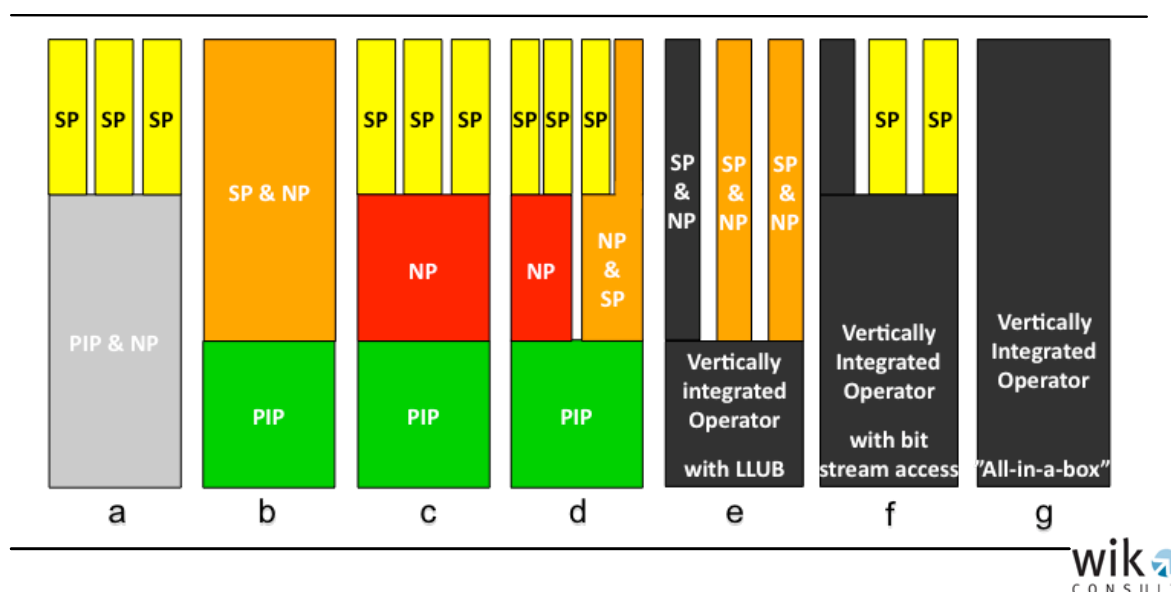 SP SP SP
PIP & NP
a
SP & NP
PIP
b
SP SP SP
NP
PIP
c
SP SP SP
NP
NP
&
SP
PIP
d
SP
&
NP
SP
&
NP
SP
&
NP
Vertically
integrated
Operator
with LLUB
e
SP SP
Vertically
Integrated
Operator
with bit
stream access
f
Vertically
Integrated
Operator
”All-in-a-box”
g
wik